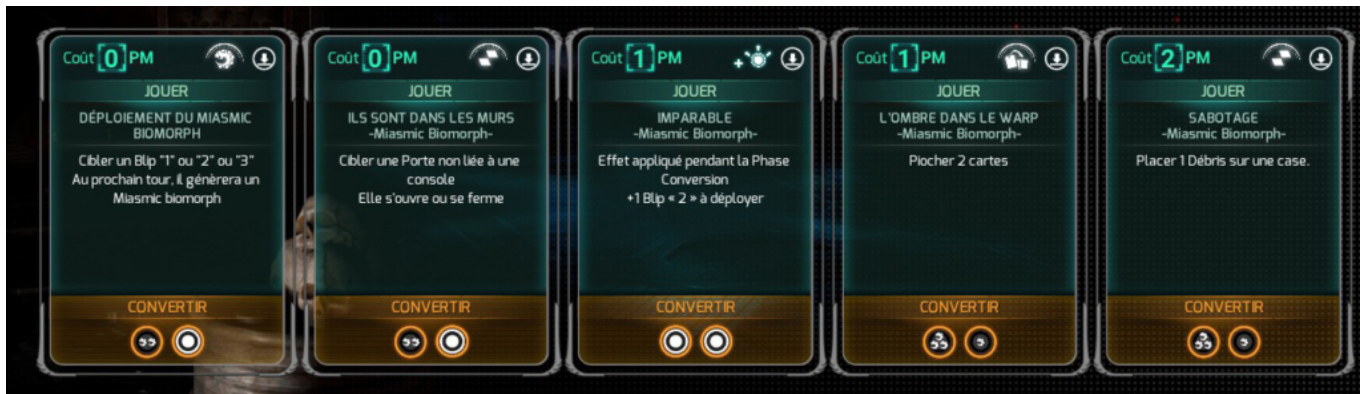 Coût [0] PM
JOUER
DÉPLOIEMENT DU MIASMIC
BIOMORPH
Cibler un Blip "1" ou "2" ou "3"
Au prochain tour, il génèrera un
Miasmic biomorph
CONVERTIR
Coût [0] PM
JOUER
ILS SONT DANS LES MURS
-Miasmic Biomorph-
Cibler une Porte non liée à une
console
Elle s'ouvre ou se ferme
CONVERTIR
Coût [1] PM
JOUER
IMPARABLE
-Miasmic Biomorph-
Effet appliqué pendant la Phase
Conversion
+1 Blip « 2 » à déployer
CONVERTIR
Coût [1] PM
JOUER
L'OMBRE DANS LE WARP
-Miasmic Biomorph-
Piocher 2 cartes
CONVERTIR
Coût [2] PM
JOUER
SABOTAGE
-Miasmic Biomorph-
Placer 1 Débris sur une case.
CONVERTIR